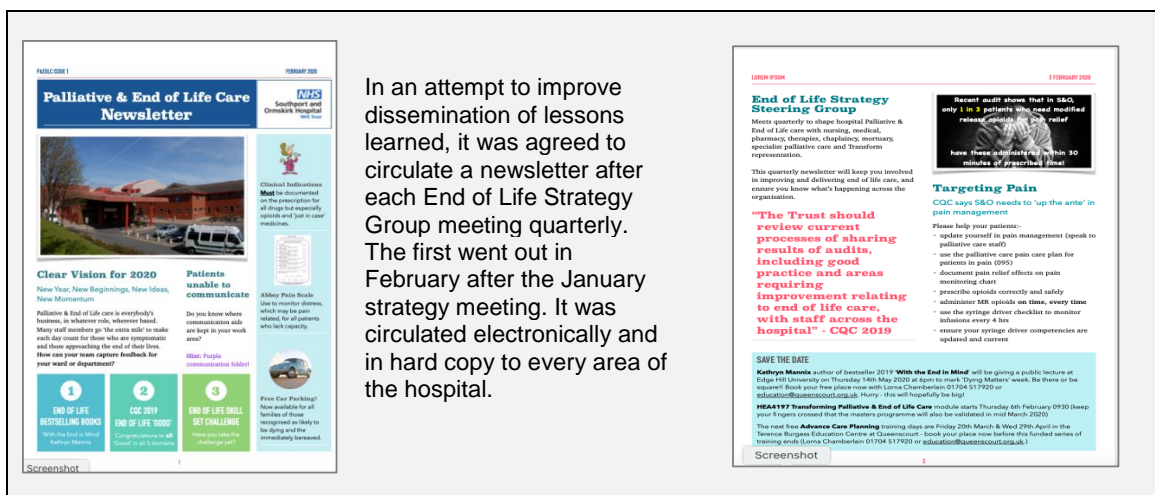 PAEOLC ISSUE 1
FEBRUARY 2020
Palliative & End of Life Care
Newsletter
NHS
Southport and
Ormskirk Hospital
NHS Trust
Clear Vision for 2020
New Year, New Beginnings, New Ideas,
New Momentum
Palliative & End of Life Care is everybody's
business, in whatever role, wherever based.
Many staff members go 'the extra mile' to make
each day count for those who are symptomatic
and those approaching the end of their lives.
How can your team capture feedback for
your ward or department?
Patients
unable to
communicate
Do you know where
communication aids
are kept in your work
area?
Hint: Purple
communication folder!
Clinical Indications
Must be documented
on the prescription for
all drugs but especially
opioids and 'just in case'
medicines.
Abbey Pain Scale
Use to monitor distress,
which may be pain
related, for all patients
who lack capacity.
Free Car Parking!
Now available for all
families of those
recognised as likely to
be dying and the
immediately bereaved.
1
END OF LIFE
BESTSELLING BOOKS
'With the End in Mind'
Kathryn Mannix
2
CQC 2019
END OF LIFE 'GOOD'
Congratulations to all
'Good' in all 5 domains
3
END OF LIFE SKILL
SET CHALLENGE
Have you taken the
challenge yet?
1
Screenshot
In an attempt to improve
dissemination of lessons
learned, it was agreed to
circulate a newsletter after
each End of Life Strategy
Group meeting quarterly.
The first went out in
February after the January
strategy meeting. It was
circulated electronically and
in hard copy to every area of
the hospital.
LOREM IPSUM
3 FEBRUARY 2020
End of Life Strategy
Steering Group
Meets quarterly to shape hospital Palliative &
End of Life care with nursing, medical,
pharmacy, therapies, chaplaincy, mortuary,
specialist palliative care and Transform
representation.
This quarterly newsletter will keep you involved
in improving and delivering end of life care, and
ensure you know what's happening across the
organisation.
"The Trust should
review current
processes of sharing
results of audits,
including good
practice and areas
requiring
improvement relating
to end of life care,
with staff across the
hospital" - CQC 2019
Recent audit shows that in S&O,
only 1 in 3 patients who need modified
release opioids for pain relief
have these administered within 30
minutes of prescribed time!
Targeting Pain
CQC says S&O needs to 'up the ante' in
pain management
Please help your patients:-
• update yourself in pain management (speak to
palliative care staff)
• use the palliative care pain care plan for
patients in pain (095)
• document pain relief effects on pain
monitoring chart
• prescribe opioids correctly and safely
• administer MR opioids on time, every time
• use the syringe driver checklist to monitor
infusions every 4 hrs
• ensure your syringe driver competencies are
updated and current
SAVE THE DATE
Kathryn Mannix author of bestseller 2019 'With the End in Mind' will be giving a public lecture at
Edge Hill University on Thursday 14th May 2020 at 6pm to mark 'Dying Matters' week. Be there or be
square!! Book your free place now with Lorna Chamberlain 01704 517920 or
education@queenscourt.org.uk. Hurry - this will hopefully be big!
HEA4197 Transforming Palliative & End of Life Care module starts Thursday 6th February 0930 (keep
your fingers crossed that the masters programme will also be validated in mid March 2020)
The next free Advance Care Planning training days are Friday 20th March & Wed 29th April in the
Terence Burgess Education Centre at Queenscourt - book your place now before this funded series of
training ends (Lorna Chamberlain 01704 517920 or education@queenscourt.org.uk.)
Screenshot
2